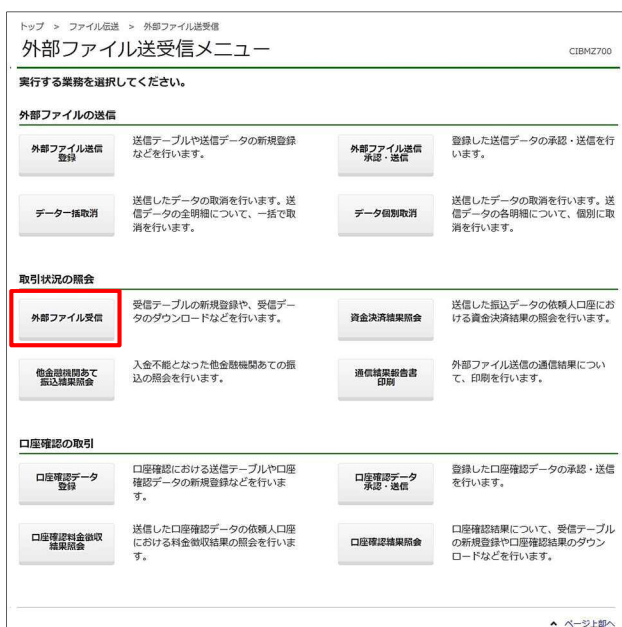 トップ > ファイル伝送 > 外部ファイル送受信
外部ファイル送受信メニュー
CIBMZ700
実行する業務を選択してください。
外部ファイルの送信
外部ファイル送信
登録
送信テーブルや送信データの新規登録
などを行います。
外部ファイル送信
承認・送信
登録した送信データの承認・送信を行
います。
データ一括取消
送信したデータの取消を行います。送
信データの全明細について、一括で取
消を行います。
データ個別取消
送信したデータの取消を行います。送
信データの各明細について、個別に取
消を行います。
取引状況の照会
外部ファイル受信
受信テーブルの新規登録や、受信デー
タのダウンロードなどを行います。
資金決済結果照会
送信した振込データの依頼人口座にお
ける資金決済結果の照会を行います。
他金融機関あて
振込結果照会
入金不能となった他金融機関あての振
込の照会を行います。
通信結果報告書
印刷
外部ファイル送信の通信結果につい
て、印刷を行います。
口座確認の取引
口座確認データ
登録
口座確認における送信テーブルや口座
確認データの新規登録などを行いま
す。
口座確認データ
承認・送信
登録した口座確認データの承認・送信
を行います。
口座確認料金徴収
結果照会
送信した口座確認データの依頼人口座
における料金徴収結果の照会を行いま
す。
口座確認結果照会
口座確認結果について、受信テーブル
の新規登録や口座確認結果のダウン
ロードなどを行います。
ページ上部へ